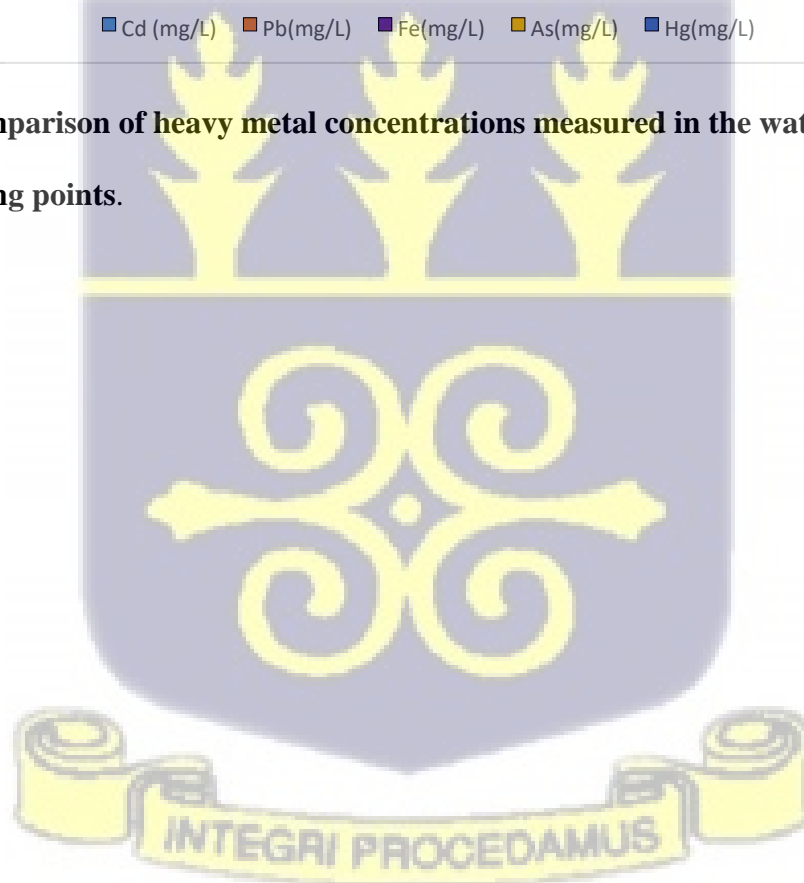 Cd (mg/L) Pb(mg/L) Fe(mg/L) As(mg/L) Hg(mg/L)
mparison of heavy metal concentrations measured in the wat
ng points.
INTEGRI PROCEDAMUS